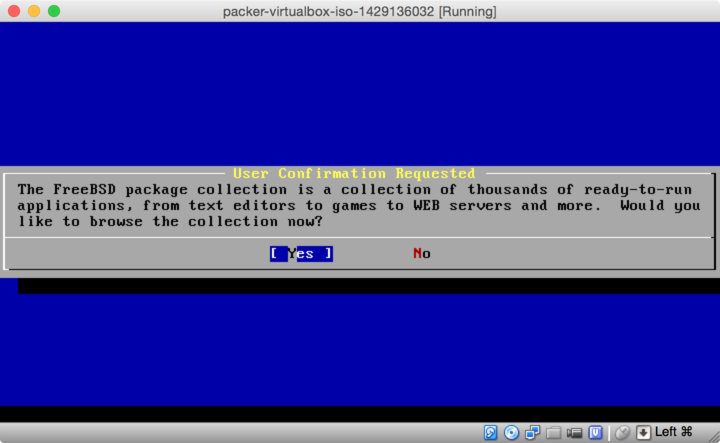 packer-virtualbox-iso-1429136032 [Running]
User Confirmation Requested
The FreeBSD package collection is a collection of thousands of ready-to-run
applications, from text editors to games to WEB servers and more.  Would you
like to browse the collection now?
[ Yes ] No
Left ⌘